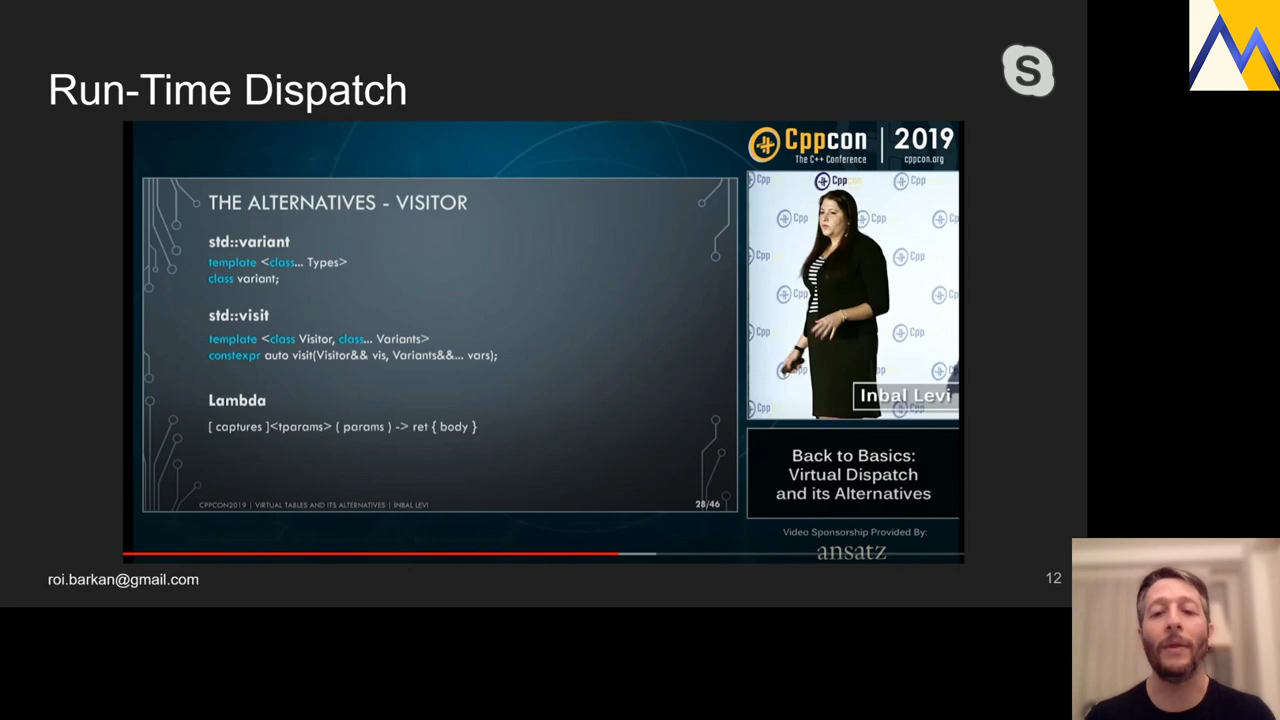 Run-Time Dispatch
S
THE ALTERNATIVES - VISITOR
std::variant
template <class... Types>
class variant;
std::visit
template <class Visitor, class... Variants>
constexpr auto visit(Visitor&& vis, Variants&&... vars);
Lambda
[ captures ]<tparams> ( params ) -> ret { body }
CPPCON2019 | VIRTUAL TABLES AND ITS ALTERNATIVES | INBAL LEVI
28/46
Cppcon | 2019
The C++ Conference
cppcon.org
Inbal Levi
Back to Basics:
Virtual Dispatch
and its Alternatives
Video Sponsorship Provided By:
ansatz
roi.barkan@gmail.com
12